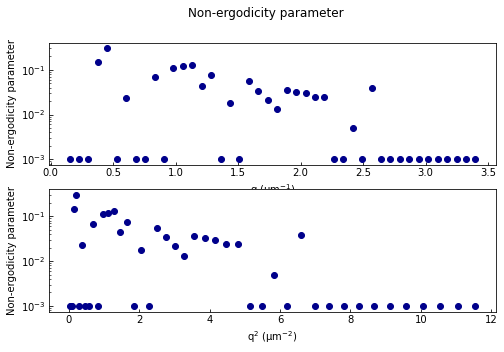 Non-ergodicity parameter
Non-ergodicity parameter
10⁻¹
10⁻²
10⁻³
0.0 0.5 1.0 1.5 2.0 2.5 3.0 3.5
q (μm⁻¹)
Non-ergodicity parameter
10⁻¹
10⁻²
10⁻³
0 2 4 6 8 10 12
q² (μm⁻²)